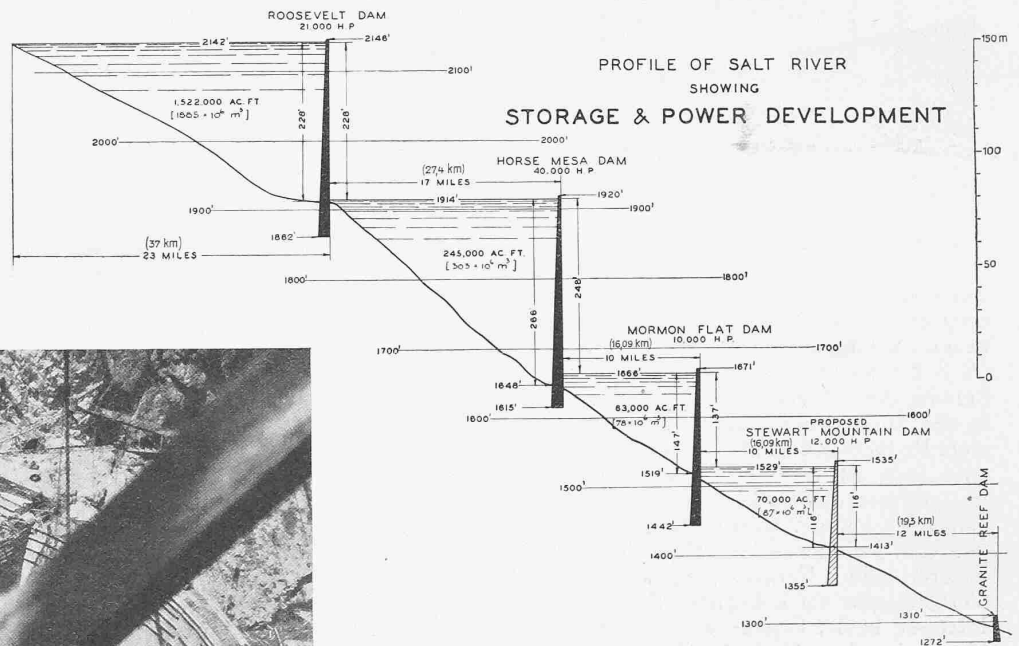 ROOSEVELT DAM
21,000 H.P.
2142'
2146'
2100'
1,522,000 AC. FT.
[1885 × 10⁶ m³]
228'
228'
2000'
2000'
1900'
1862'
(37 km)
23 MILES
PROFILE OF SALT RIVER
SHOWING
STORAGE & POWER DEVELOPMENT
150 m
100
50
0
HORSE MESA DAM
40,000 H.P.
(27,4 km)
17 MILES
1914'
1920'
1900'
245,000 AC. FT.
[303 × 10⁶ m³]
266
248'
1800'
1800'
1700'
1700'
1648'
1615'
MORMON FLAT DAM
10,000 H.P.
(16,09 km)
10 MILES
1666'
1671'
63,000 AC. FT.
[78 × 10⁶ m³]
147'
137'
1600'
1600'
1519'
1500'
1442'
PROPOSED
STEWART MOUNTAIN DAM
(16,09 km) 12,000 H.P.
10 MILES
1529'
1535'
70,000 AC. FT.
[87 × 10⁶ m³]
116'
116'
1413'
1400'
1355'
(19,3 km)
12 MILES
GRANITE REEF DAM
1310'
1300'
1272'